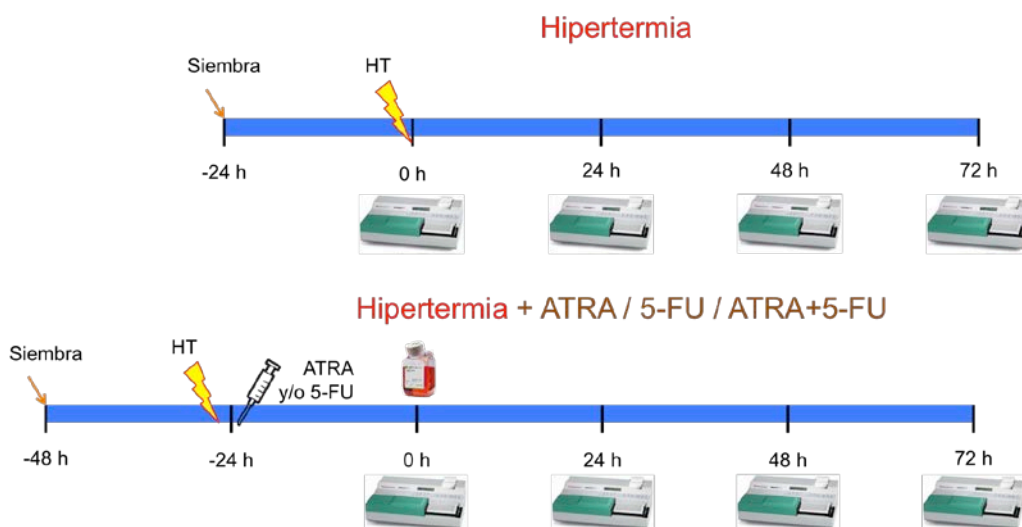 Hipertermia
Siembra
HT
-24 h
0 h
24 h
48 h
72 h
Hipertermia + ATRA / 5-FU / ATRA+5-FU
Siembra
HT
ATRA
y/o 5-FU
-48 h
-24 h
0 h
24 h
48 h
72 h